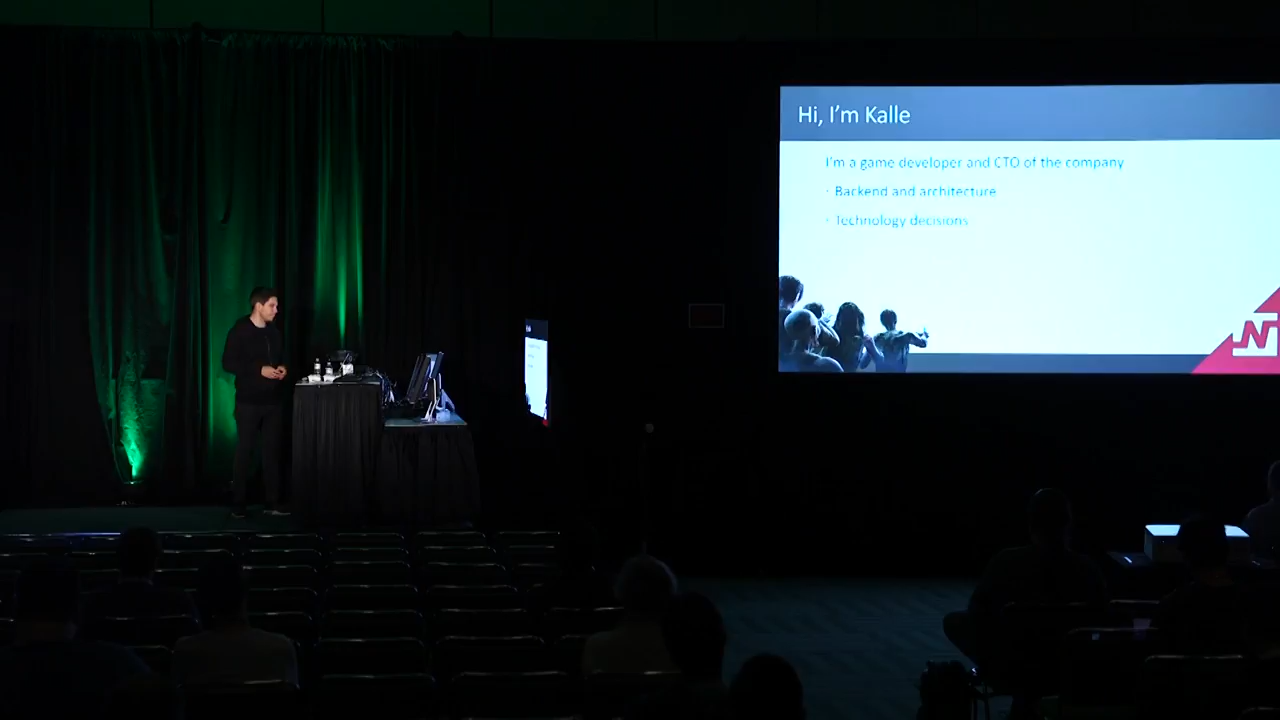 Hi, I'm Kalle
I'm a game developer and CTO of the company
· Backend and architecture
· Technology decisions
N